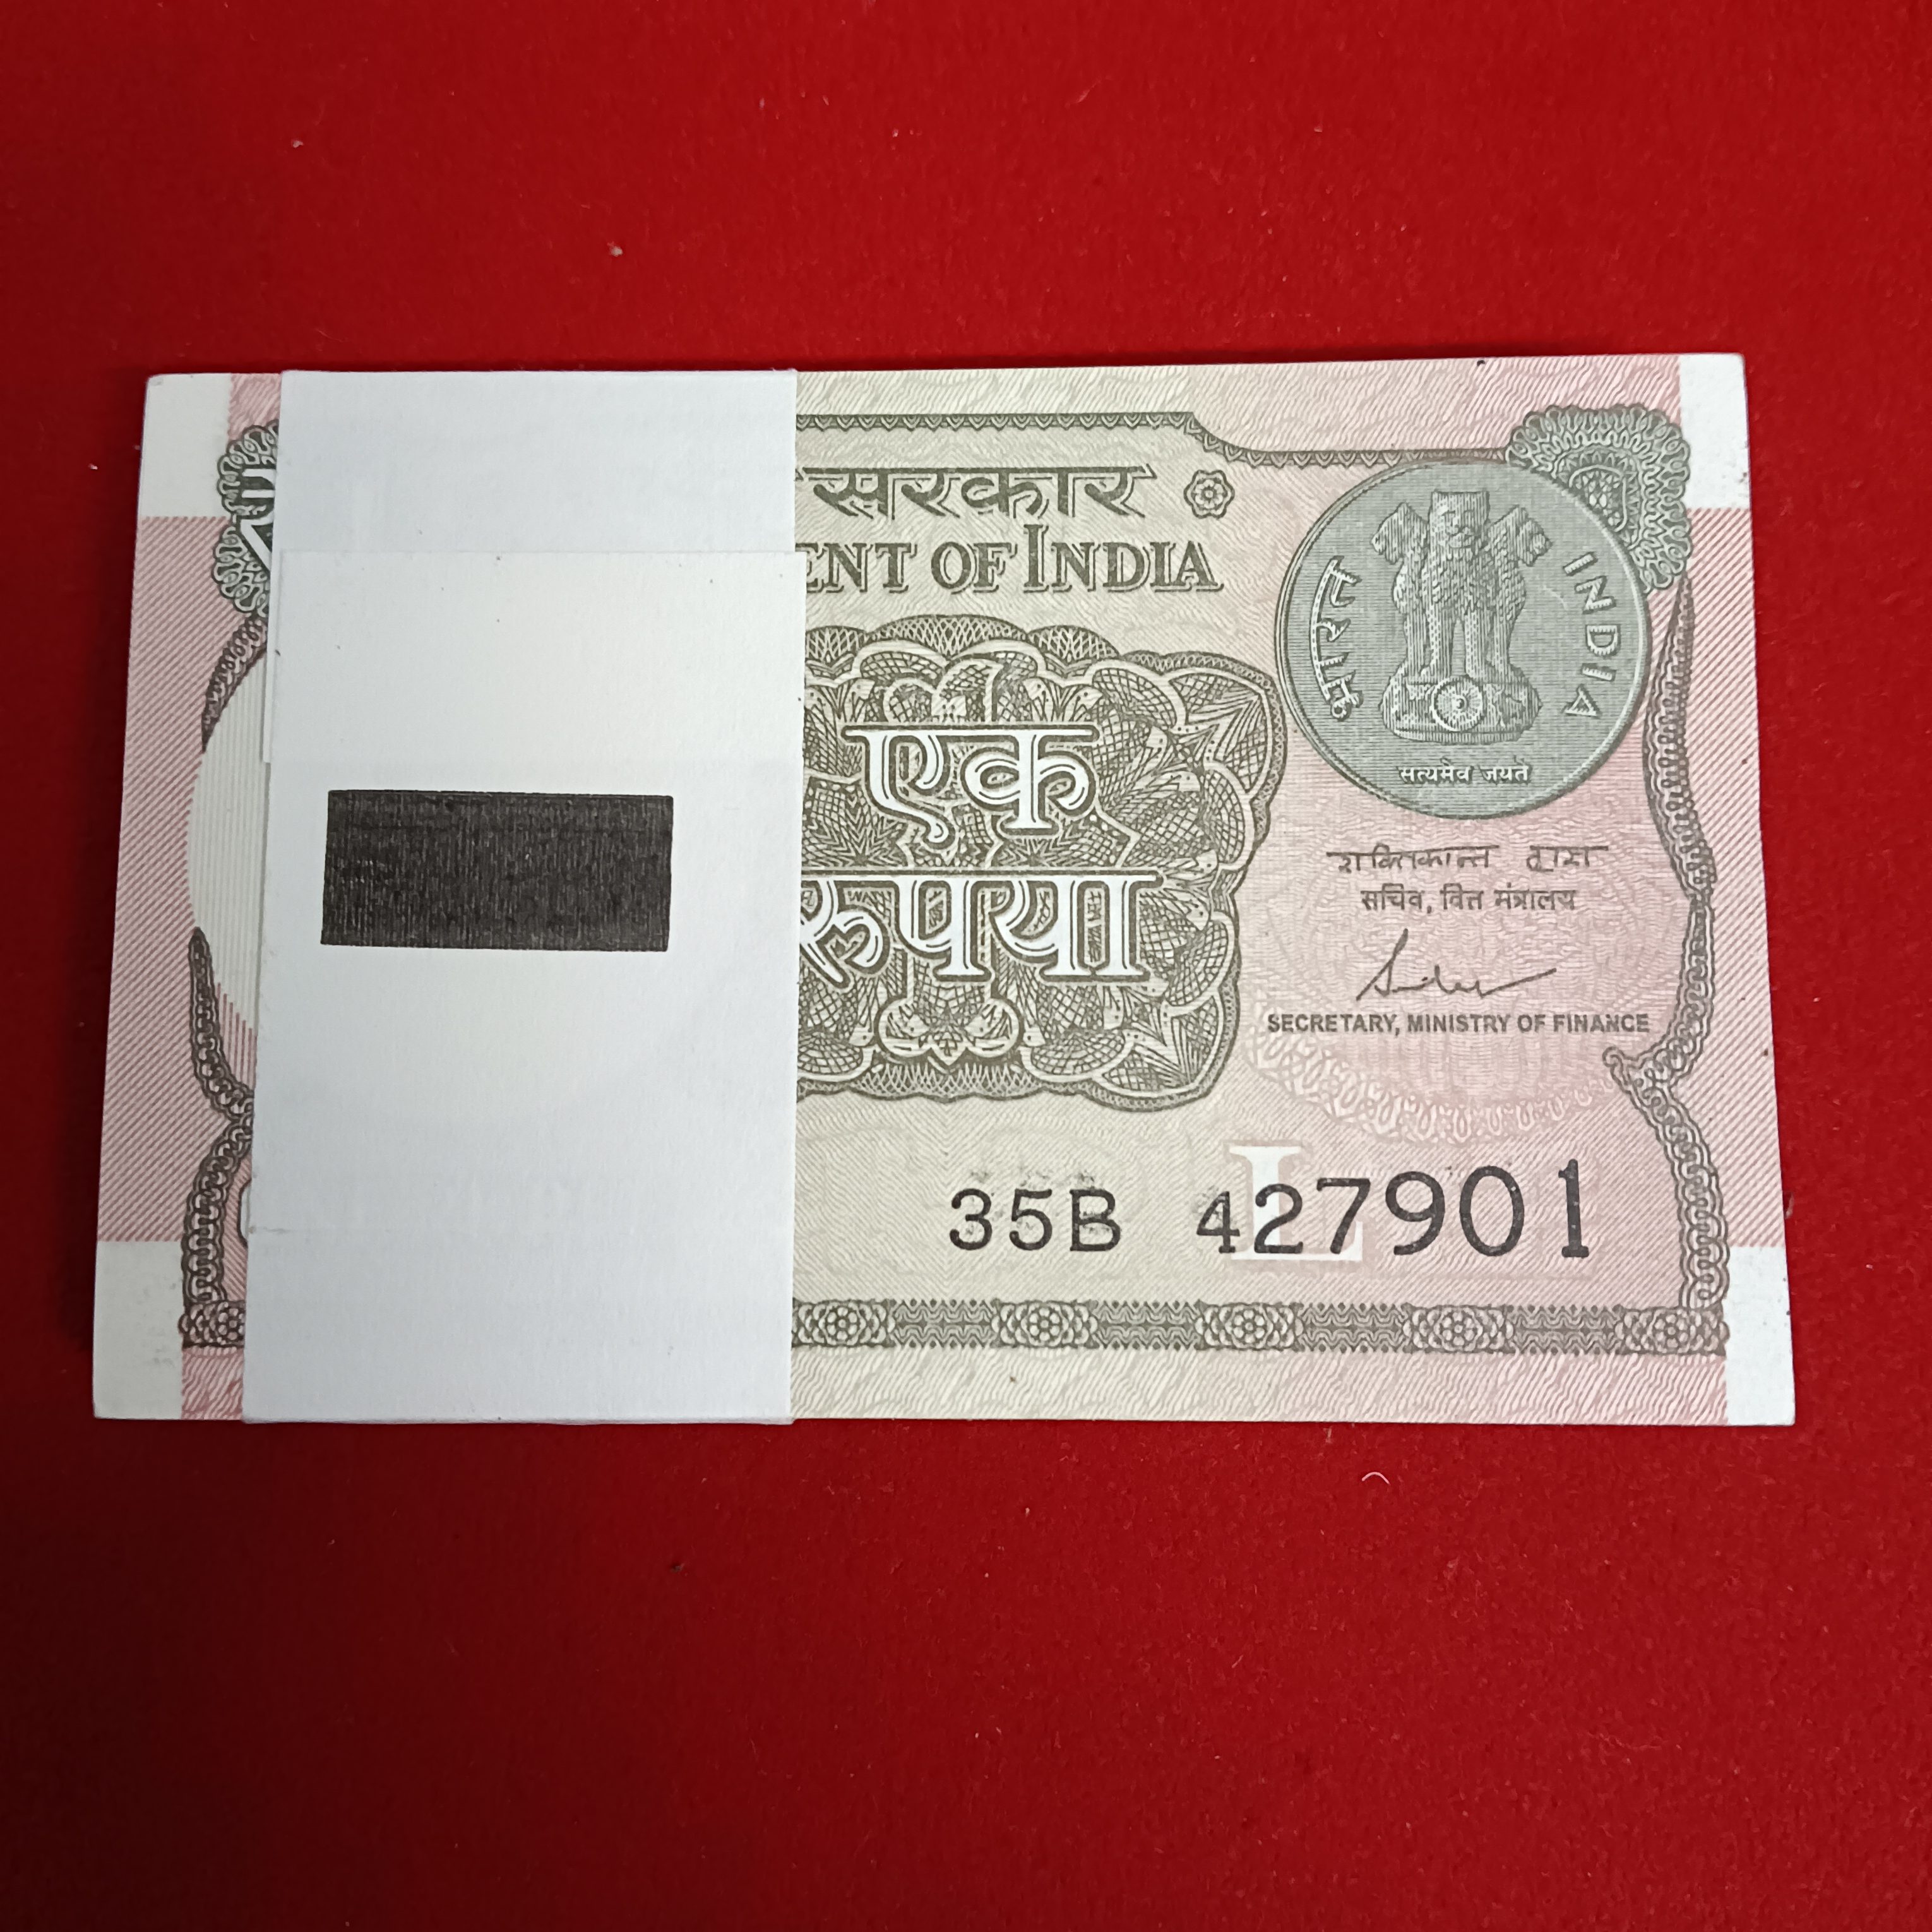 सरकार
ENT OF INDIA
भारत INDIA
सत्यमेव जयते
एक
रुपया
शक्तिकान्त दास
सचिव, वित्त मंत्रालय
SECRETARY, MINISTRY OF FINANCE
L
35B 427901